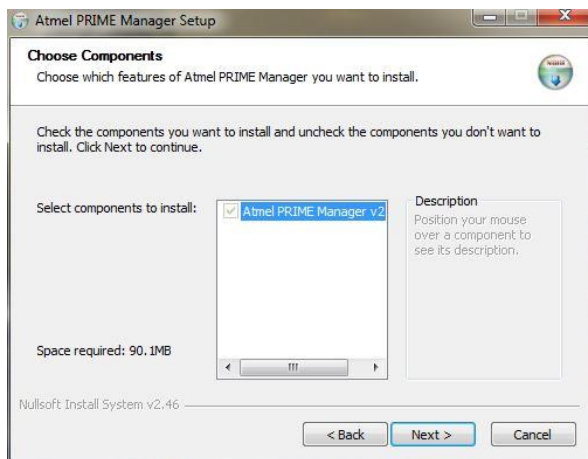 Atmel PRIME Manager Setup
Choose Components
Choose which features of Atmel PRIME Manager you want to install.
Check the components you want to install and uncheck the components you don't want to
install. Click Next to continue.
Select components to install:
Atmel PRIME Manager v2
Description
Position your mouse
over a component to
see its description.
Space required: 90.1MB
Nullsoft Install System v2.46
< Back
Next >
Cancel